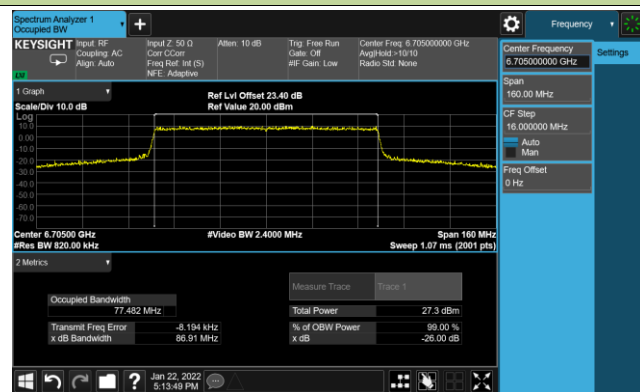 Spectrum Analyzer 1
Occupied BW
Frequency
KEYSIGHT
Input: RF
Coupling: AC
Align: Auto
Input Z: 50 Ω
Corr CCorr
Freq Ref: Int (S)
NFE: Adaptive
Atten: 10 dB
Trig: Free Run
Gate: Off
#IF Gain: Low
Center Freq: 6.705000000 GHz
Avg|Hold:>10/10
Radio Std: None
Center Frequency
6.705000000 GHz
Settings
Span
160.00 MHz
CF Step
16.000000 MHz
Auto
Man
Freq Offset
0 Hz
1 Graph
Scale/Div 10.0 dB
Ref Lvl Offset 23.40 dB
Ref Value 20.00 dBm
Log
10.0
0.00
-10.0
-20.0
-30.0
-40.0
-50.0
-60.0
-70.0
Center 6.70500 GHz
#Res BW 820.00 kHz
#Video BW 2.4000 MHz
Span 160 MHz
Sweep 1.07 ms (2001 pts)
2 Metrics
Measure Trace
Trace 1
Occupied Bandwidth
77.482 MHz
Total Power
27.3 dBm
Transmit Freq Error
-8.194 kHz
% of OBW Power
99.00 %
x dB Bandwidth
86.91 MHz
x dB
-26.00 dB
Jan 22, 2022
5:13:49 PM